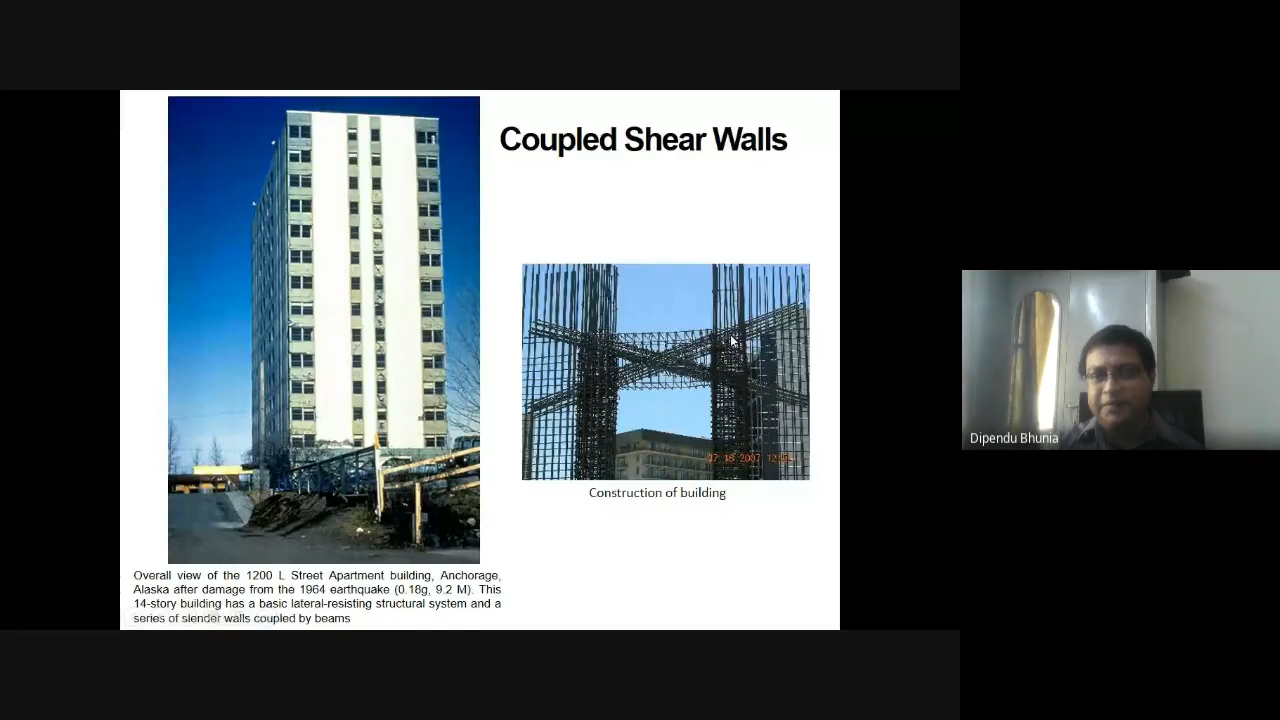 Coupled Shear Walls
Construction of building
Overall view of the 1200 L Street Apartment building, Anchorage,
Alaska after damage from the 1964 earthquake (0.18g, 9.2 M). This
14-story building has a basic lateral-resisting structural system and a
series of slender walls coupled by beams
Dipendu Bhunia